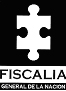 FISCALIA
GENERAL DE LA NACION